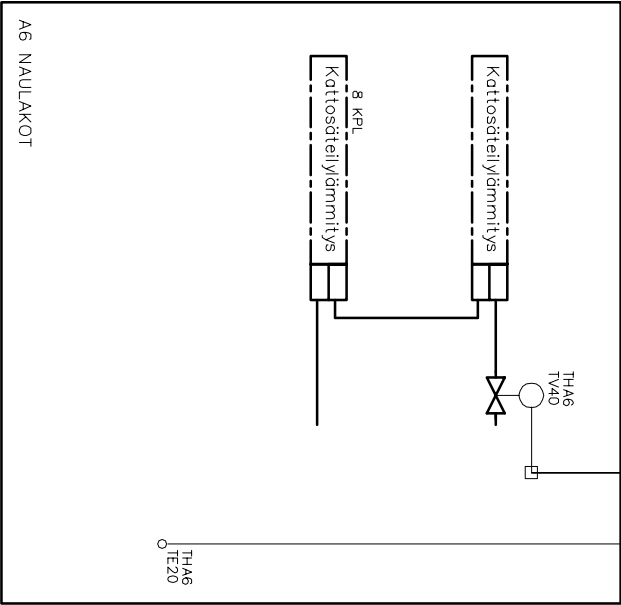 Kattosäteilylämmitys
THA6
TV40
8 KPL
Kattosäteilylämmitys
THA6
TE20
A6 NAULAKOT